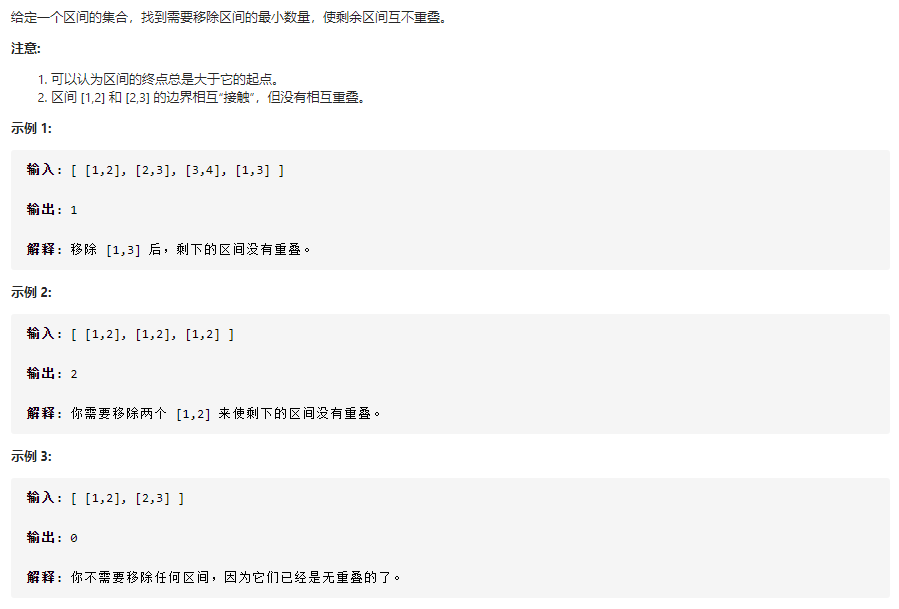 给定一个区间的集合，找到需要移除区间的最小数量，使剩余区间互不重叠。
注意:
1. 可以认为区间的终点总是大于它的起点。
2. 区间 [1,2] 和 [2,3] 的边界相互“接触”，但没有相互重叠。
示例 1:
输入: [ [1,2], [2,3], [3,4], [1,3] ]
输出: 1
解释: 移除 [1,3] 后，剩下的区间没有重叠。
示例 2:
输入: [ [1,2], [1,2], [1,2] ]
输出: 2
解释: 你需要移除两个 [1,2] 来使剩下的区间没有重叠。
示例 3:
输入: [ [1,2], [2,3] ]
输出: 0
解释: 你不需要移除任何区间，因为它们已经是无重叠的了。